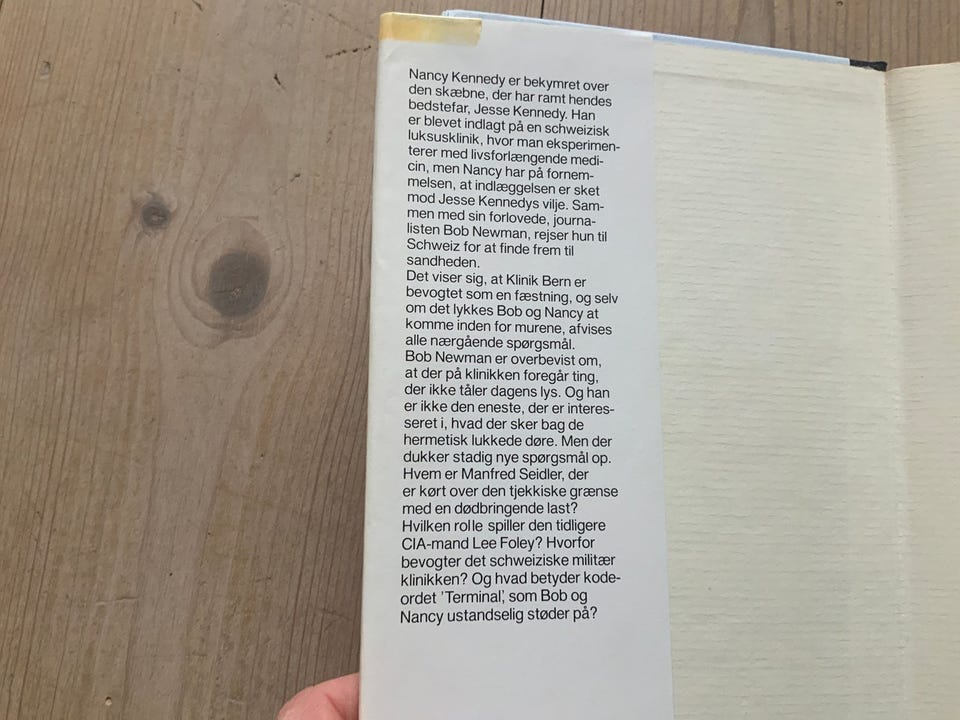 Nancy Kennedy er bekymret over
den skæbne, der har ramt hendes
bedstefar, Jesse Kennedy. Han
er blevet indlagt på en schweizisk
luksusklinik, hvor man eksperimen-
terer med livsforlængende medi-
cin, men Nancy har på fornem-
melsen, at indlæggelsen er sket
mod Jesse Kennedys vilje. Sam-
men med sin forlovede, journa-
listen Bob Newman, rejser hun til
Schweiz for at finde frem til
sandheden.
Det viser sig, at Klinik Bern er
bevogtet som en fæstning, og selv
om det lykkes Bob og Nancy at
komme inden for murene, afvises
alle nærgående spørgsmål.
Bob Newman er overbevist om,
at der på klinikken foregår ting,
der ikke tåler dagens lys. Og han
er ikke den eneste, der er interes-
seret i, hvad der sker bag de
hermetisk lukkede døre. Men der
dukker stadig nye spørgsmål op.
Hvem er Manfred Seidler, der
er kørt over den tjekkiske grænse
med en dødbringende last?
Hvilken rolle spiller den tidligere
CIA-mand Lee Foley? Hvorfor
bevogter det schweiziske militær
klinikken? Og hvad betyder kode-
ordet 'Terminal', som Bob og
Nancy ustandselig støder på?